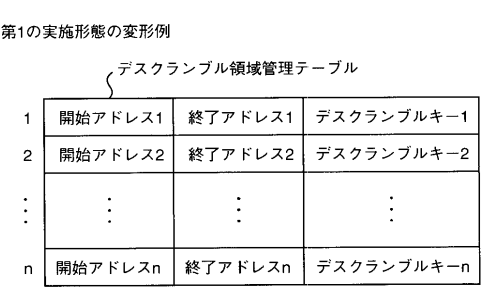 第1の実施形態の変形例
デスクランブル領域管理テーブル
1 開始アドレス1 終了アドレス1 デスクランブルキー1
2 開始アドレス2 終了アドレス2 デスクランブルキー2
⋮ ⋮ ⋮ ⋮
n 開始アドレスn 終了アドレスn デスクランブルキーn